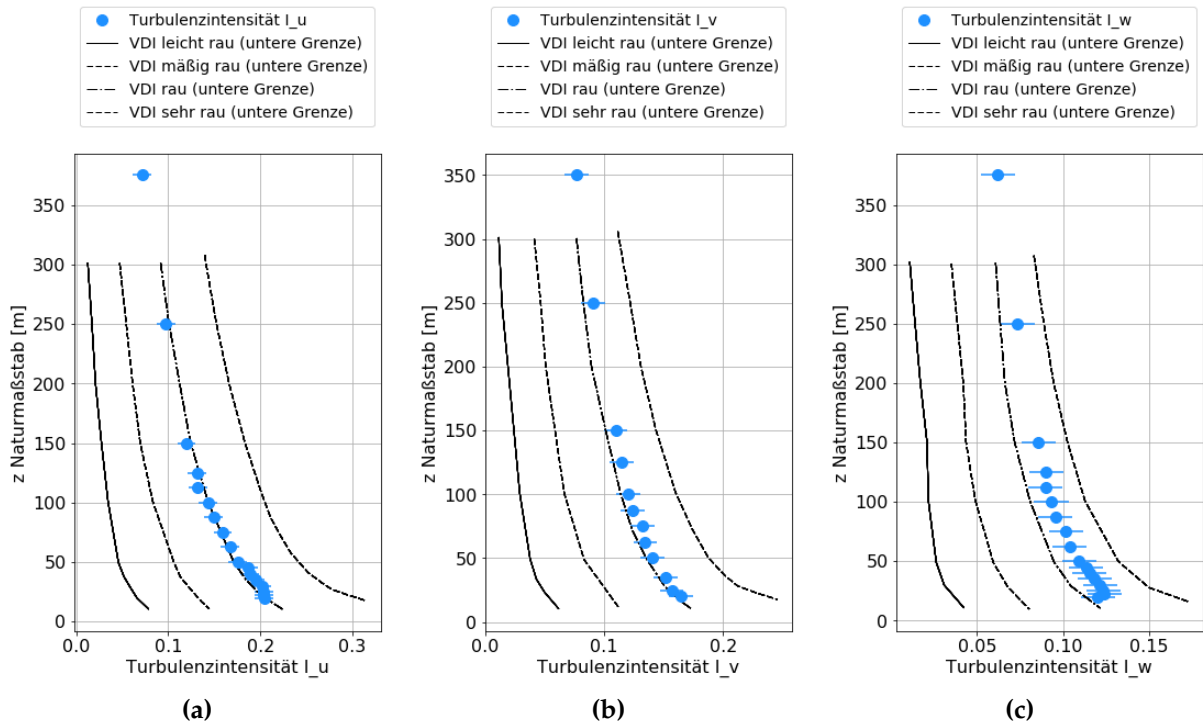 Turbulenzintensität I_u
VDI leicht rau (untere Grenze)
VDI mäßig rau (untere Grenze)
VDI rau (untere Grenze)
VDI sehr rau (untere Grenze)
350
300
250
200
150
100
50
0
z Naturmaßstab [m]
0.0
0.1
0.2
0.3
Turbulenzintensität I_u
(a)
Turbulenzintensität I_v
VDI leicht rau (untere Grenze)
VDI mäßig rau (untere Grenze)
VDI rau (untere Grenze)
VDI sehr rau (untere Grenze)
350
300
250
200
150
100
50
0
z Naturmaßstab [m]
0.0
0.1
0.2
Turbulenzintensität I_v
(b)
Turbulenzintensität I_w
VDI leicht rau (untere Grenze)
VDI mäßig rau (untere Grenze)
VDI rau (untere Grenze)
VDI sehr rau (untere Grenze)
350
300
250
200
150
100
50
0
z Naturmaßstab [m]
0.05
0.10
0.15
Turbulenzintensität I_w
(c)